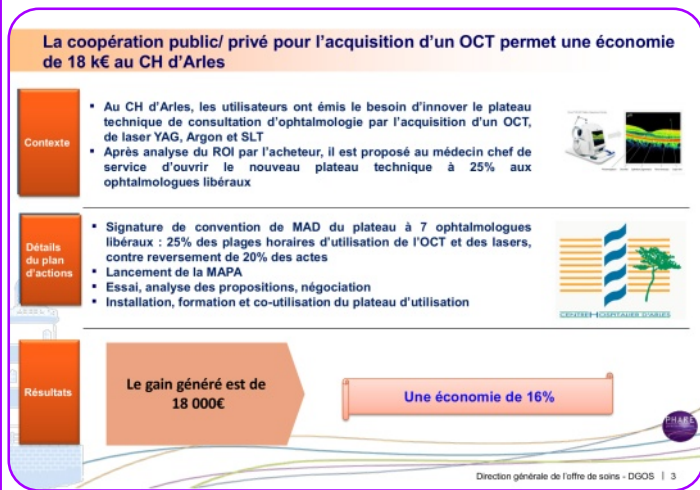 La coopération public/ privé pour l'acquisition d'un OCT permet une économie
de 18 k€ au CH d'Arles
Contexte
▪ Au CH d'Arles, les utilisateurs ont émis le besoin d'innover le plateau
technique de consultation d'ophtalmologie par l'acquisition d'un OCT,
de laser YAG, Argon et SLT
▪ Après analyse du ROI par l'acheteur, il est proposé au médecin chef de
service d'ouvrir le nouveau plateau technique à 25% aux
ophtalmologues libéraux
Détails
du plan
d'actions
▪ Signature de convention de MAD du plateau à 7 ophtalmologues
libéraux : 25% des plages horaires d'utilisation de l'OCT et des lasers,
contre reversement de 20% des actes
▪ Lancement de la MAPA
▪ Essai, analyse des propositions, négociation
▪ Installation, formation et co-utilisation du plateau d'utilisation
CENTRE HOSPITALIER D'ARLES
Résultats
Le gain généré est de
18 000€
Une économie de 16%
PHARE
Direction générale de l'offre de soins - DGOS | 3